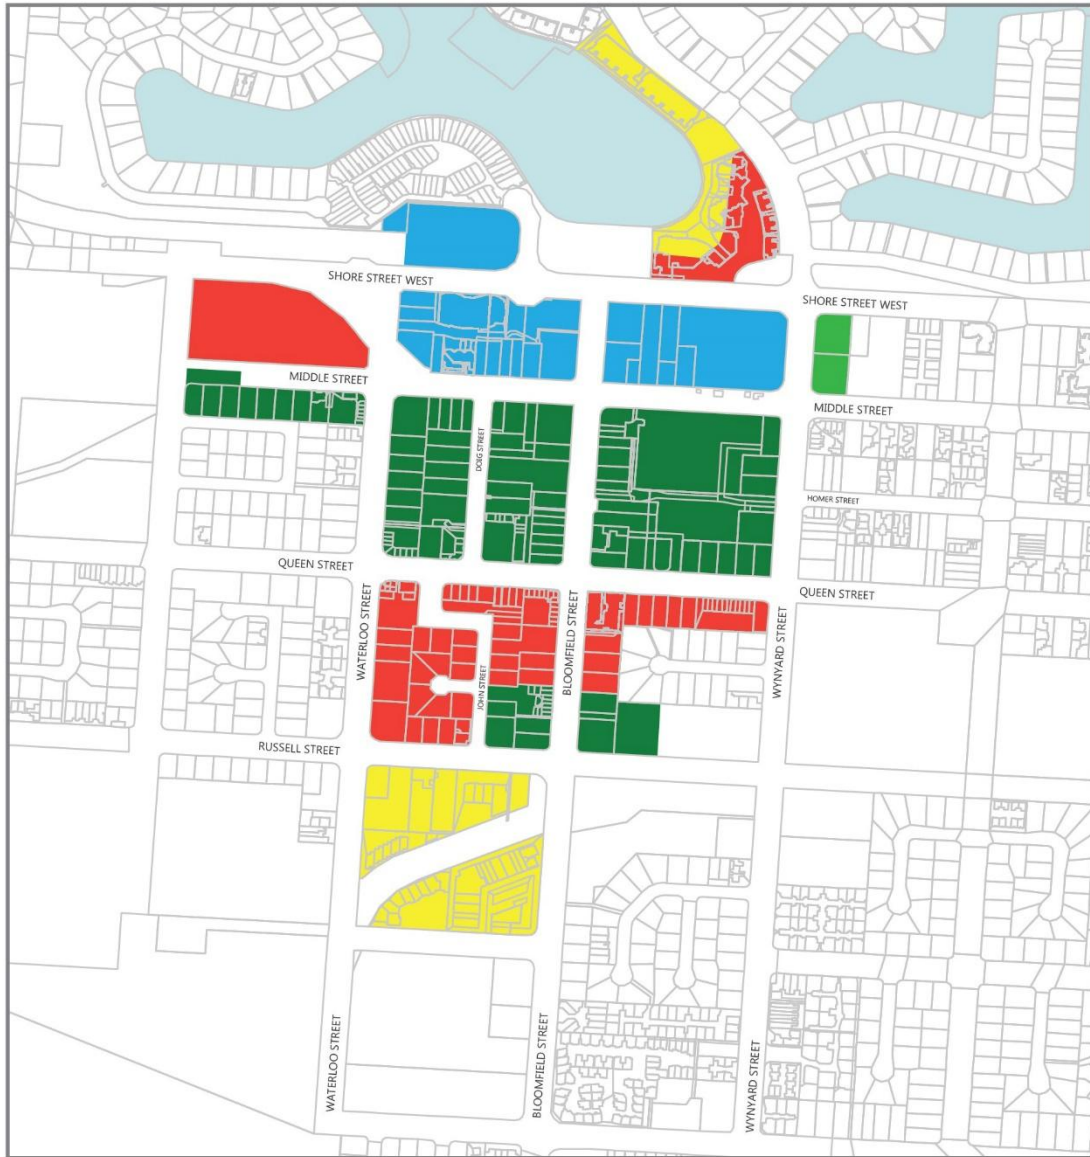 SHORE STREET WEST
SHORE STREET WEST
MIDDLE STREET
MIDDLE STREET
DOIG STREET
HOMER STREET
QUEEN STREET
QUEEN STREET
WATERLOO STREET
BLOOMFIELD STREET
WYNYARD STREET
JOHN STREET
RUSSELL STREET
WATERLOO STREET
BLOOMFIELD STREET
WYNYARD STREET